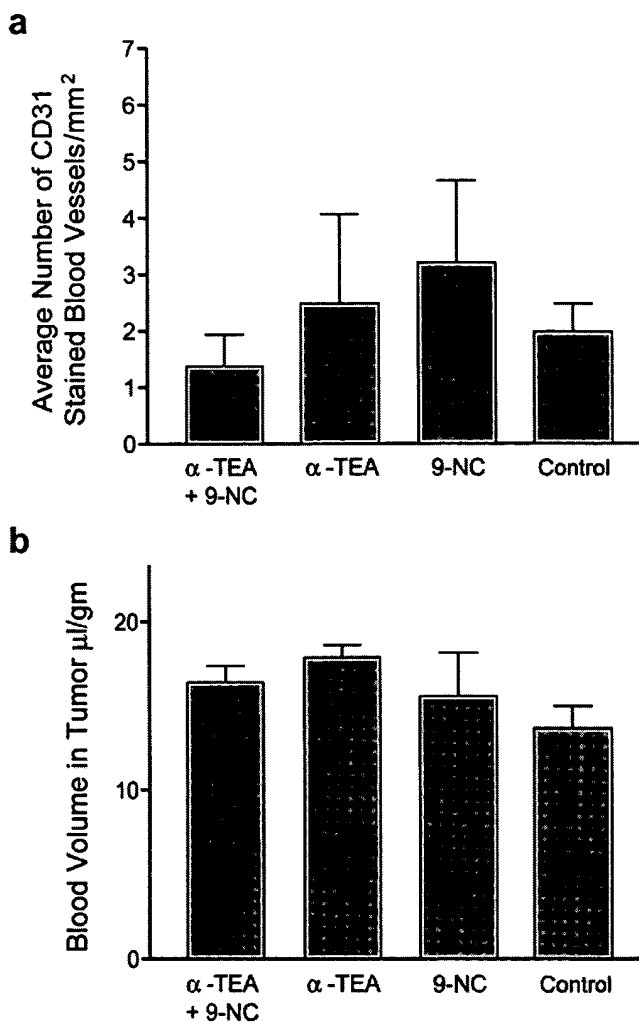 a
Average Number of CD31
Stained Blood Vessels/mm²
7
6
5
4
3
2
1
0
α -TEA
+ 9-NC
α -TEA
9-NC
Control
b
Blood Volume in Tumor μl/gm
20
10
0
α -TEA
+ 9-NC
α -TEA
9-NC
Control